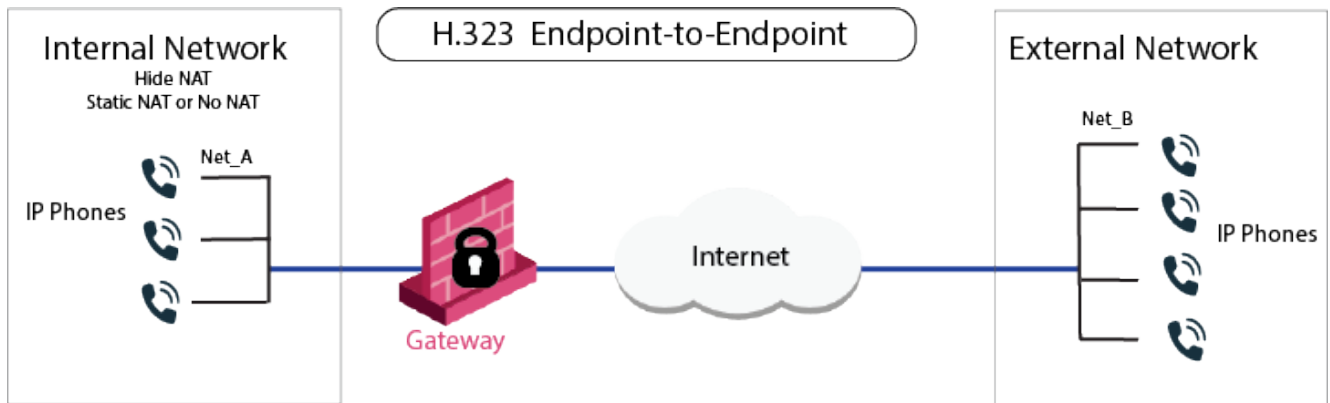 H.323 Endpoint-to-Endpoint
Internal Network
Hide NAT
Static NAT or No NAT
Net_A
IP Phones
Gateway
Internet
External Network
Net_B
IP Phones